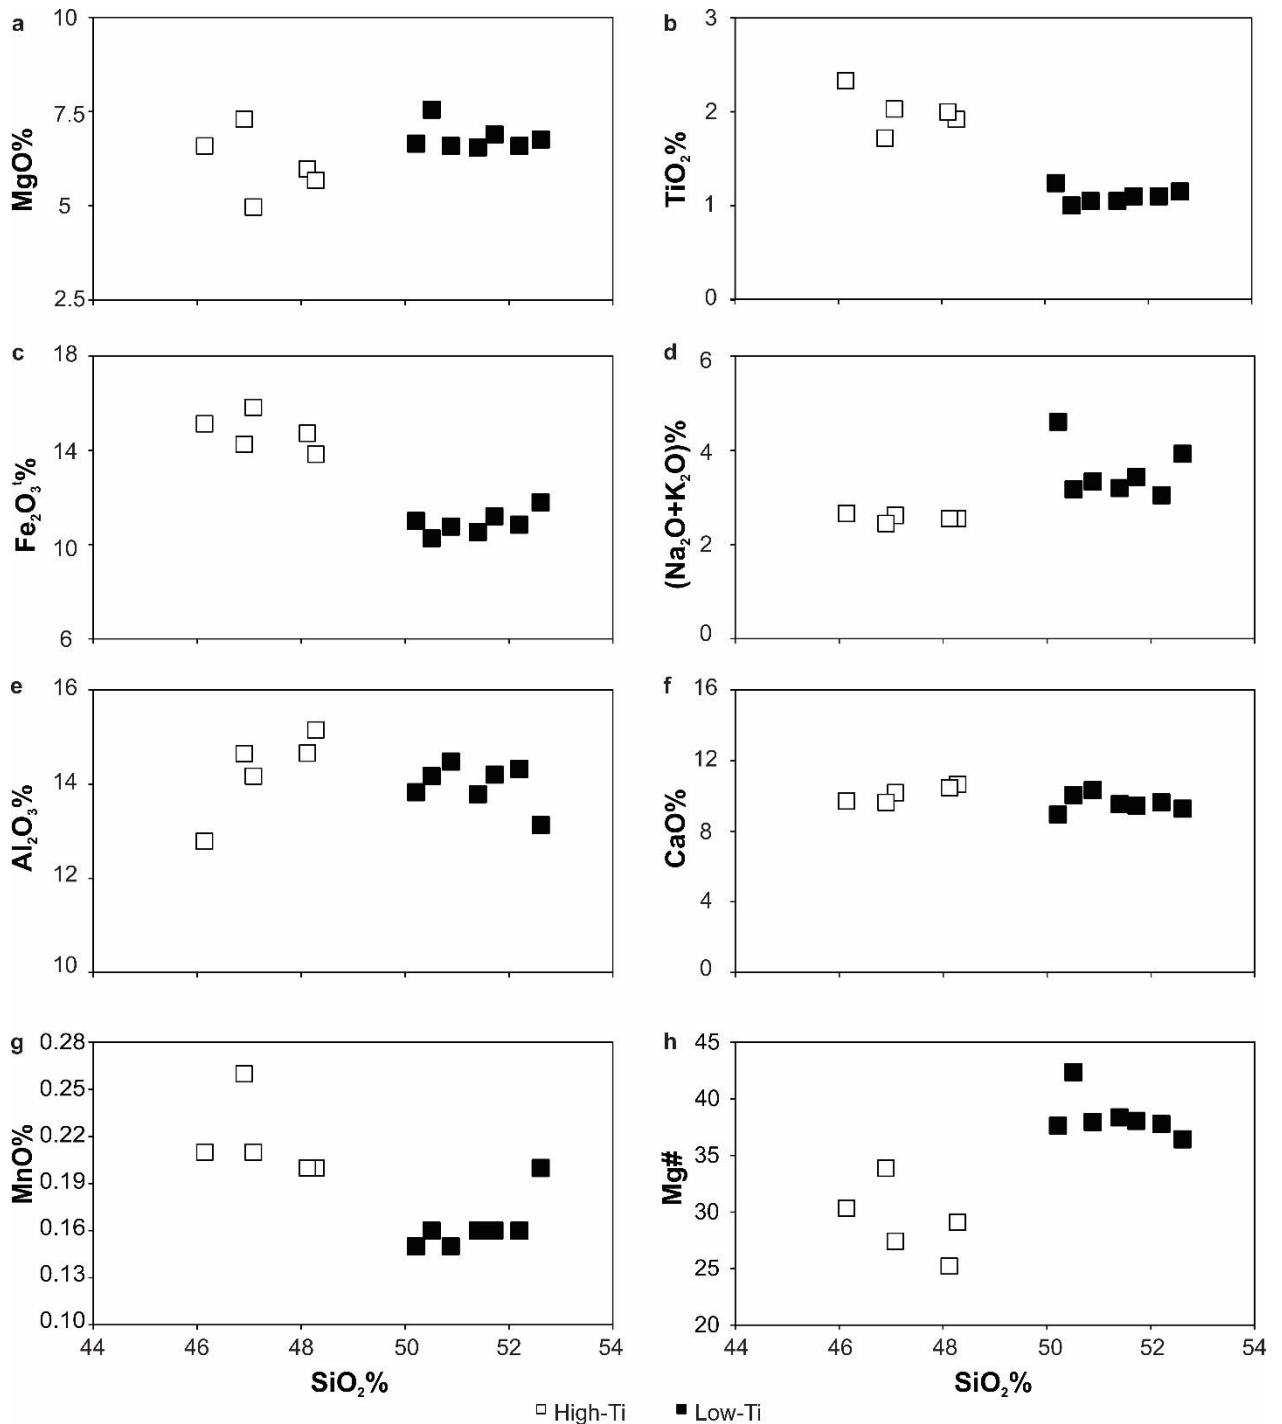 a
10
7.5
5
2.5
MgO%
b
3
2
1
0
TiO₂%
c
18
14
10
6
Fe₂O₃ᵗ%
d
6
4
2
0
(Na₂O+K₂O)%
e
16
14
12
10
Al₂O₃%
f
16
12
8
4
0
CaO%
g
0.28
0.25
0.22
0.19
0.16
0.13
0.10
MnO%
44 46 48 50 52 54
SiO₂%
h
45
40
35
30
25
20
Mg#
44 46 48 50 52 54
SiO₂%
High-Ti Low-Ti